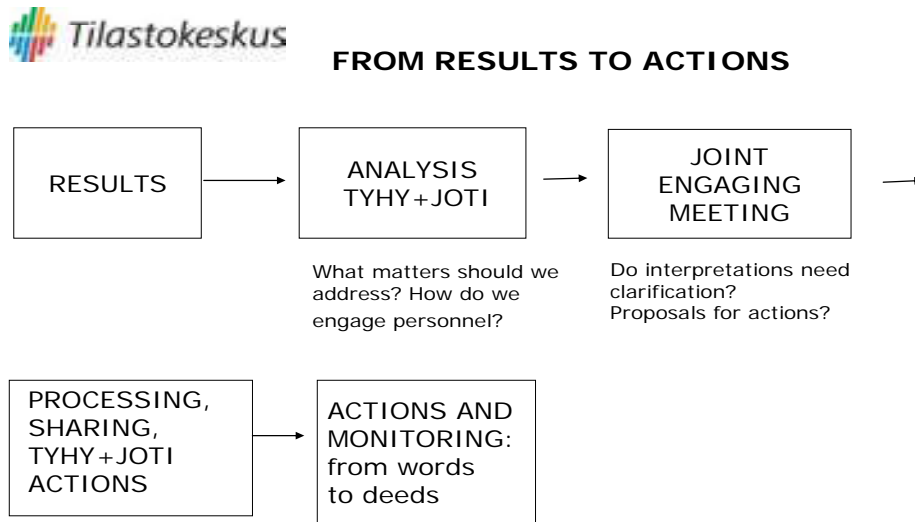 Tilastokeskus
FROM RESULTS TO ACTIONS
RESULTS
ANALYSIS
TYHY+JOTI
JOINT
ENGAGING
MEETING
What matters should we
address? How do we
engage personnel?
Do interpretations need
clarification?
Proposals for actions?
PROCESSING,
SHARING,
TYHY+JOTI
ACTIONS
ACTIONS AND
MONITORING:
from words
to deeds